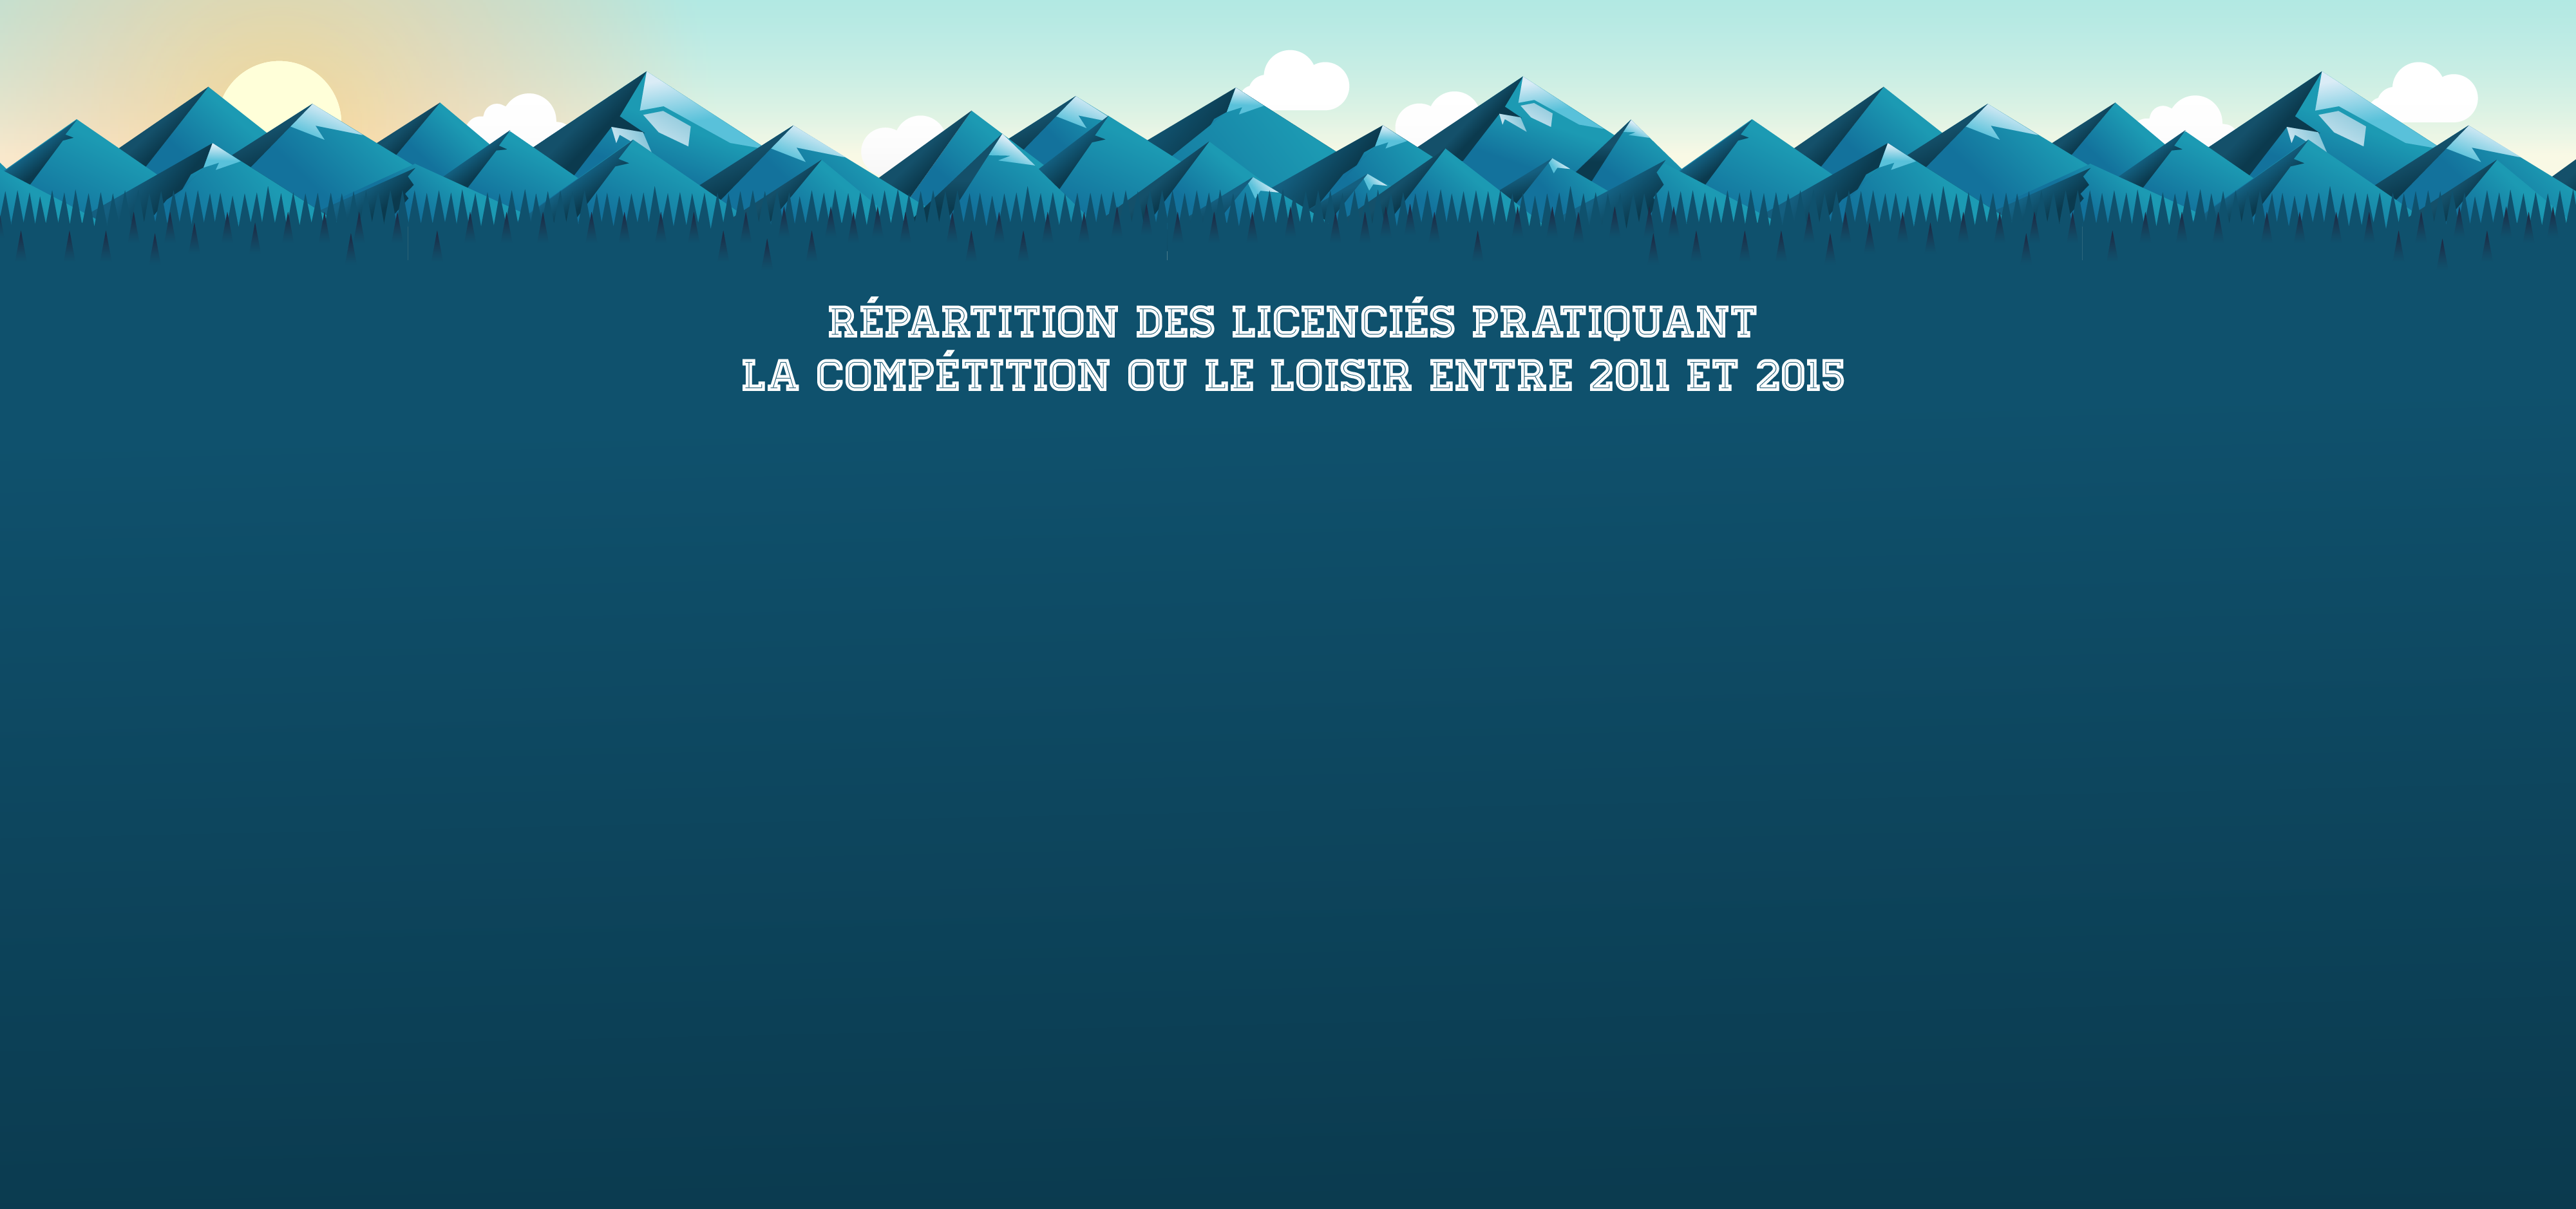 RÉPARTITION DES LICENCIÉS PRATIQUANT
LA COMPÉTITION OU LE LOISIR ENTRE 2011 ET 2015